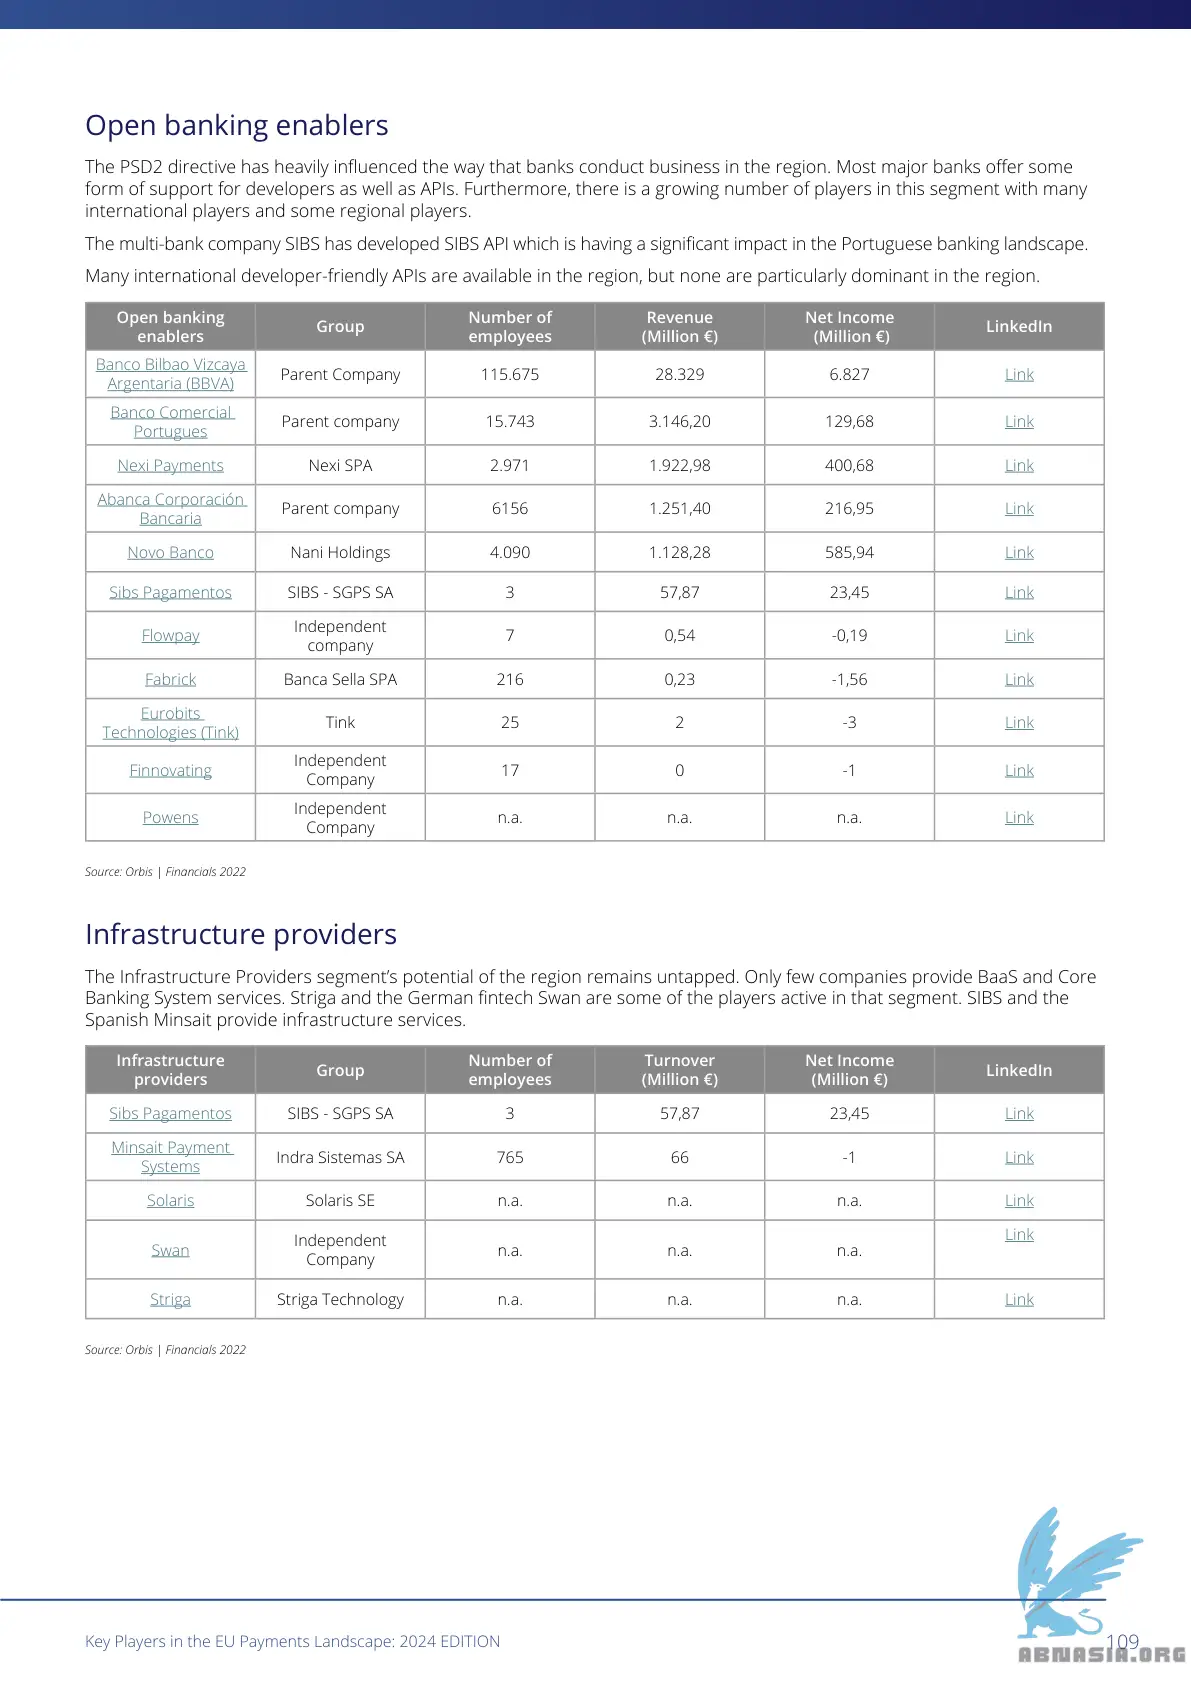 Open banking enablers
The PSD2 directive has heavily influenced the way that banks conduct business in the region. Most major banks offer some
form of support for developers as well as APIs. Furthermore, there is a growing number of players in this segment with many
international players and some regional players.
The multi-bank company SIBS has developed SIBS API which is having a significant impact in the Portuguese banking landscape.
Many international developer-friendly APIs are available in the region, but none are particularly dominant in the region.
Open banking enablers Group Number of employees Revenue (Million €) Net Income (Million €) LinkedIn
Banco Bilbao Vizcaya Argentaria (BBVA) Parent Company 115.675 28.329 6.827 Link
Banco Comercial Portugues Parent company 15.743 3.146,20 129,68 Link
Nexi Payments Nexi SPA 2.971 1.922,98 400,68 Link
Abanca Corporación Bancaria Parent company 6156 1.251,40 216,95 Link
Novo Banco Nani Holdings 4.090 1.128,28 585,94 Link
Sibs Pagamentos SIBS - SGPS SA 3 57,87 23,45 Link
Flowpay Independent company 7 0,54 -0,19 Link
Fabrick Banca Sella SPA 216 0,23 -1,56 Link
Eurobits Technologies (Tink) Tink 25 2 -3 Link
Finnovating Independent Company 17 0 -1 Link
Powens Independent Company n.a. n.a. n.a. Link
Source: Orbis | Financials 2022
Infrastructure providers
The Infrastructure Providers segment’s potential of the region remains untapped. Only few companies provide BaaS and Core
Banking System services. Striga and the German fintech Swan are some of the players active in that segment. SIBS and the
Spanish Minsait provide infrastructure services.
Infrastructure providers Group Number of employees Turnover (Million €) Net Income (Million €) LinkedIn
Sibs Pagamentos SIBS - SGPS SA 3 57,87 23,45 Link
Minsait Payment Systems Indra Sistemas SA 765 66 -1 Link
Solaris Solaris SE n.a. n.a. n.a. Link
Swan Independent Company n.a. n.a. n.a. Link
Striga Striga Technology n.a. n.a. n.a. Link
Source: Orbis | Financials 2022
Key Players in the EU Payments Landscape: 2024 EDITION
109
ABNASIA.ORG